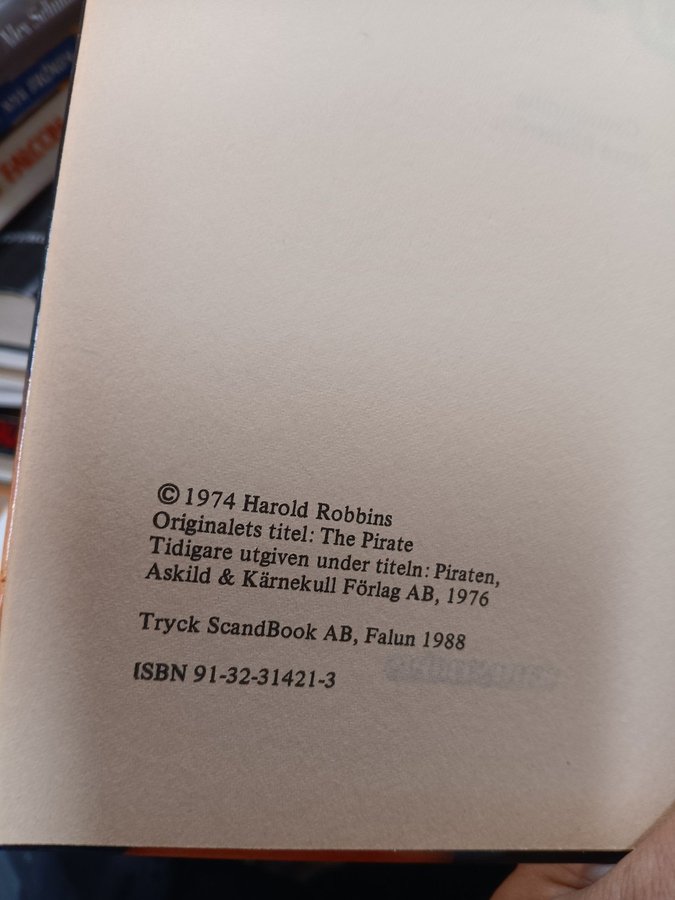 FALCON
© 1974 Harold Robbins
Originalets titel: The Pirate
Tidigare utgiven under titeln: Piraten,
Askild & Kärnekull Förlag AB, 1976
Tryck ScandBook AB, Falun 1988
ISBN 91-32-31421-3